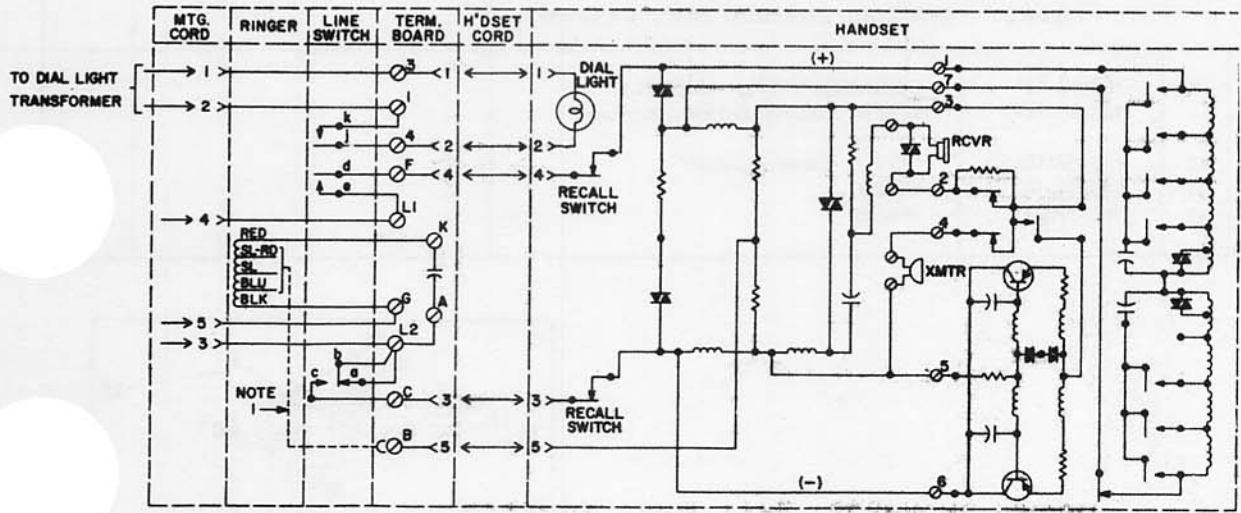 MTG. CORD
RINGER
LINE SWITCH
TERM. BOARD
H'DSET CORD
HANDSET
TO DIAL LIGHT TRANSFORMER
1
3
1
1
DIAL LIGHT
(+)
1
7
3
2
1
k
j
4
2
2
RCVR
d
F
4
4
RECALL SWITCH
2
e
4
L1
4
RED
K
SL-RD
SL
BLU
BLK
XMTR
G
A
5
L2
3
b
c
a
5
NOTE 1
C
3
3
RECALL SWITCH
B
5
5
(-)
6